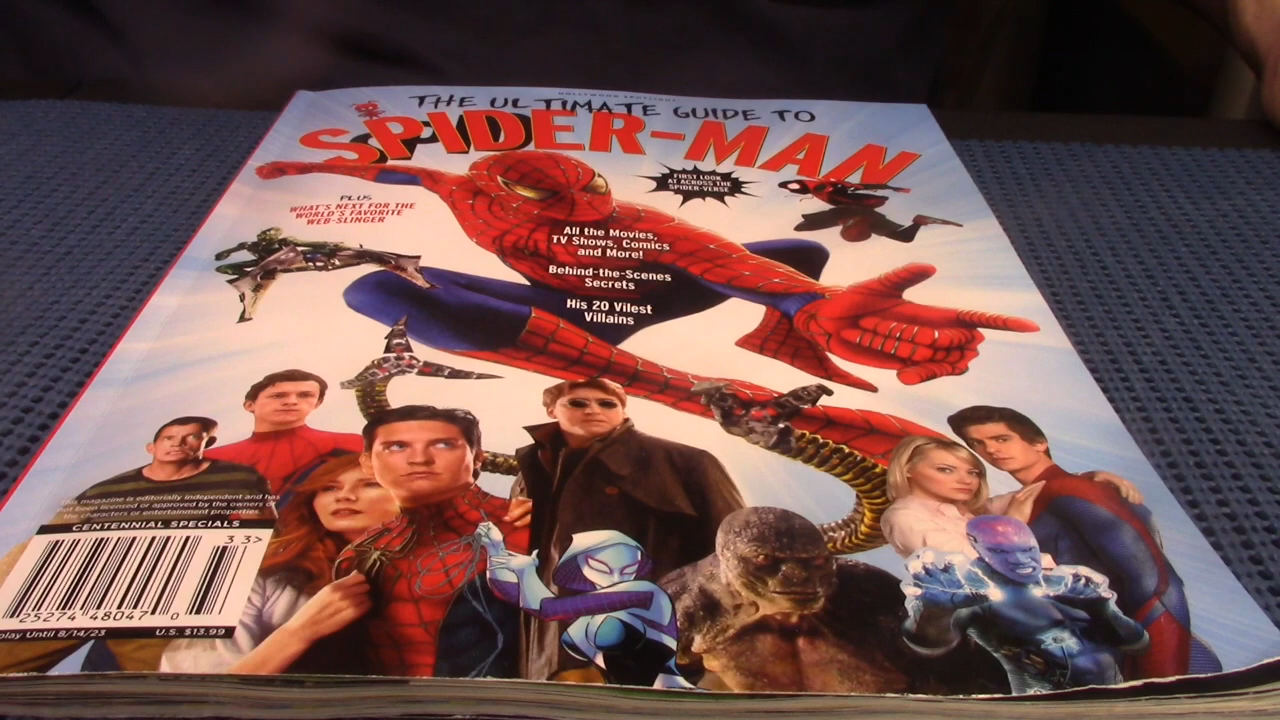 HOLLYWOOD SPOTLIGHT
THE ULTIMATE GUIDE TO
SPIDER-MAN
FIRST LOOK
AT ACROSS THE
SPIDER-VERSE
PLUS
WHAT'S NEXT FOR THE
WORLD'S FAVORITE
WEB-SLINGER
All the Movies,
TV Shows, Comics
and More!
Behind-the-Scenes
Secrets
His 20 Vilest
Villains
This magazine is editorially independent and has
not been licensed or approved by the owners of
the characters or entertainment properties.
CENTENNIAL SPECIALS
33>
25274 48047 0
play Until 8/14/23
U.S. $13.99